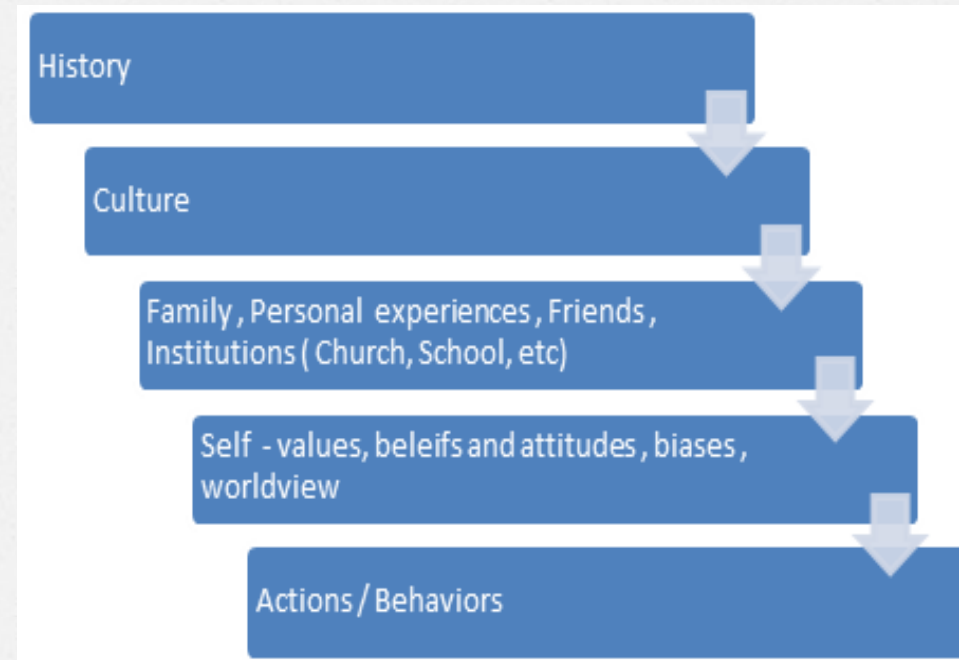 History
Culture
Family , Personal experiences , Friends ,
Institutions ( Church, School, etc)
Self - values, beleifs and attitudes , biases ,
worldview
Actions / Behaviors